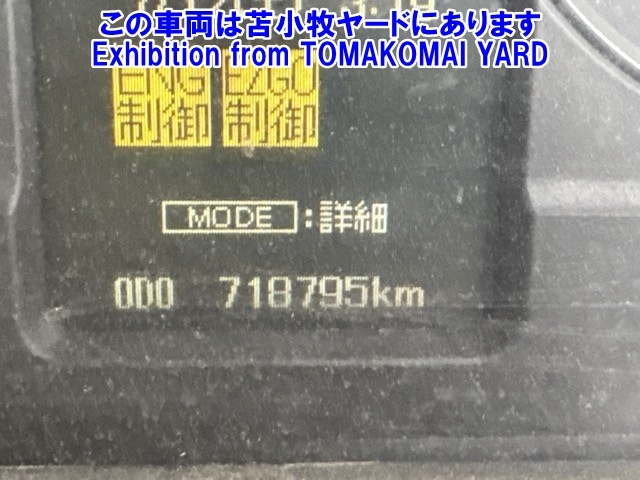 この車両は苫小牧ヤードにあります
Exhibition from TOMAKOMAI YARD
ENG EZGO
制御 制御
MODE :詳細
ODO 718795km